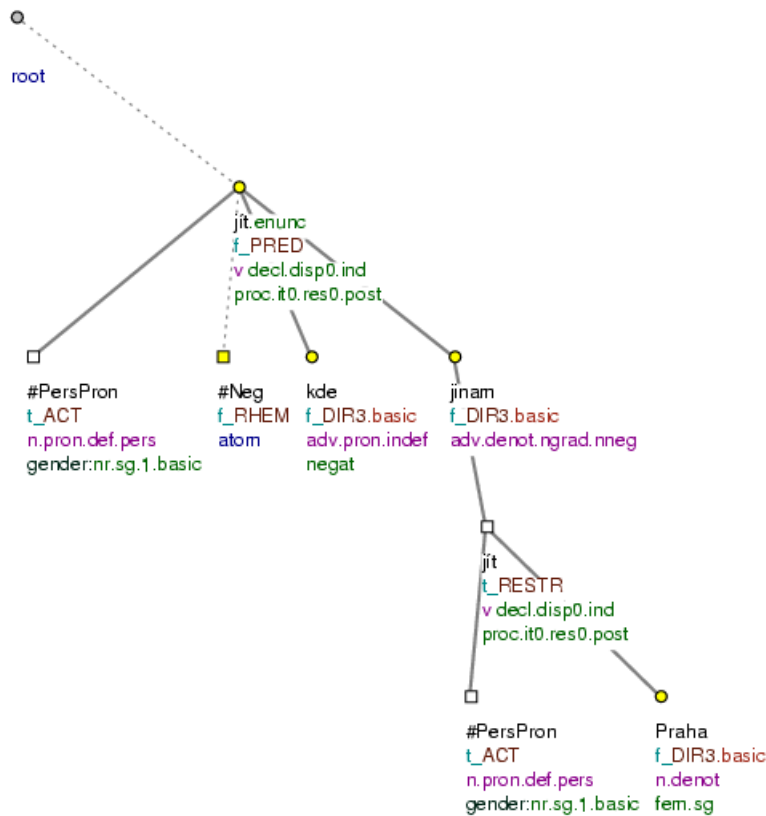 root
jít.enunc
f_PRED
v decl.disp0.ind
proc.it0.res0.post
#PersPron
t_ACT
n.pron.def.pers
gender:nr.sg.1.basic
#Neg
f_RHEM
atom
kde
f_DIR3.basic
adv.pron.indef
negat
jinam
f_DIR3.basic
adv.denot.ngrad.nneg
jít
t_RESTR
v decl.disp0.ind
proc.it0.res0.post
#PersPron
t_ACT
n.pron.def.pers
gender:nr.sg.1.basic
Praha
f_DIR3.basic
n.denot
fem.sg